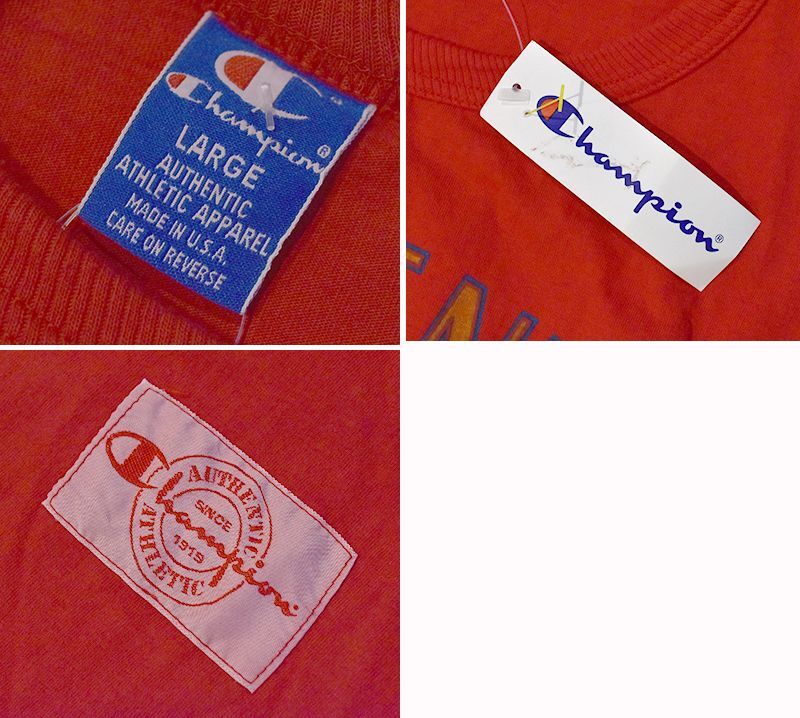 Champion®
LARGE
AUTHENTIC
ATHLETIC APPAREL
MADE IN U.S.A.
CARE ON REVERSE
Champion®
AUTHENTIC
SINCE
Champion
1919
ATHLETIC